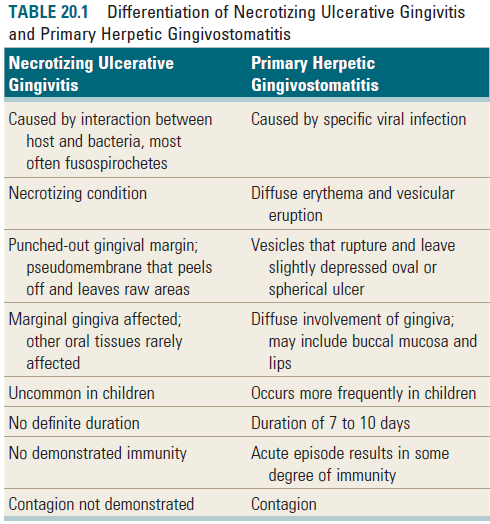 TABLE 20.1 Differentiation of Necrotizing Ulcerative Gingivitis
and Primary Herpetic Gingivostomatitis
Necrotizing Ulcerative
Gingivitis
Primary Herpetic
Gingivostomatitis
Caused by interaction between
host and bacteria, most
often fusospirochetes
Caused by specific viral infection
Necrotizing condition
Diffuse erythema and vesicular
eruption
Punched-out gingival margin;
pseudomembrane that peels
off and leaves raw areas
Vesicles that rupture and leave
slightly depressed oval or
spherical ulcer
Marginal gingiva affected;
other oral tissues rarely
affected
Diffuse involvement of gingiva;
may include buccal mucosa and
lips
Uncommon in children
Occurs more frequently in children
No definite duration
Duration of 7 to 10 days
No demonstrated immunity
Acute episode results in some
degree of immunity
Contagion not demonstrated
Contagion